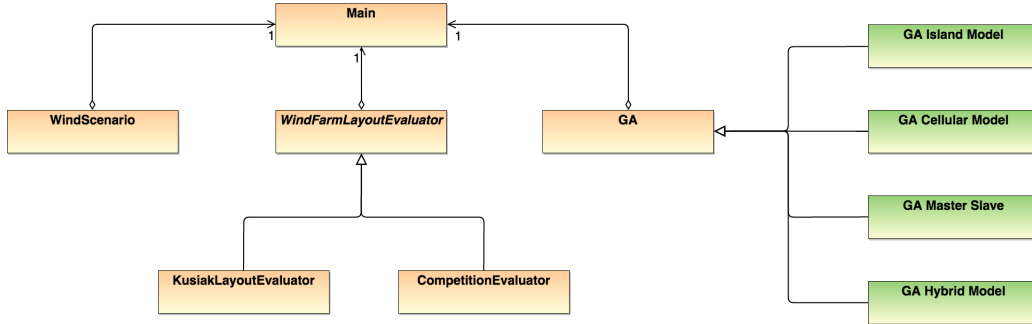 Main
1
1
1
WindScenario
WindFarmLayoutEvaluator
GA
KusiakLayoutEvaluator
CompetitionEvaluator
GA Island Model
GA Cellular Model
GA Master Slave
GA Hybrid Model